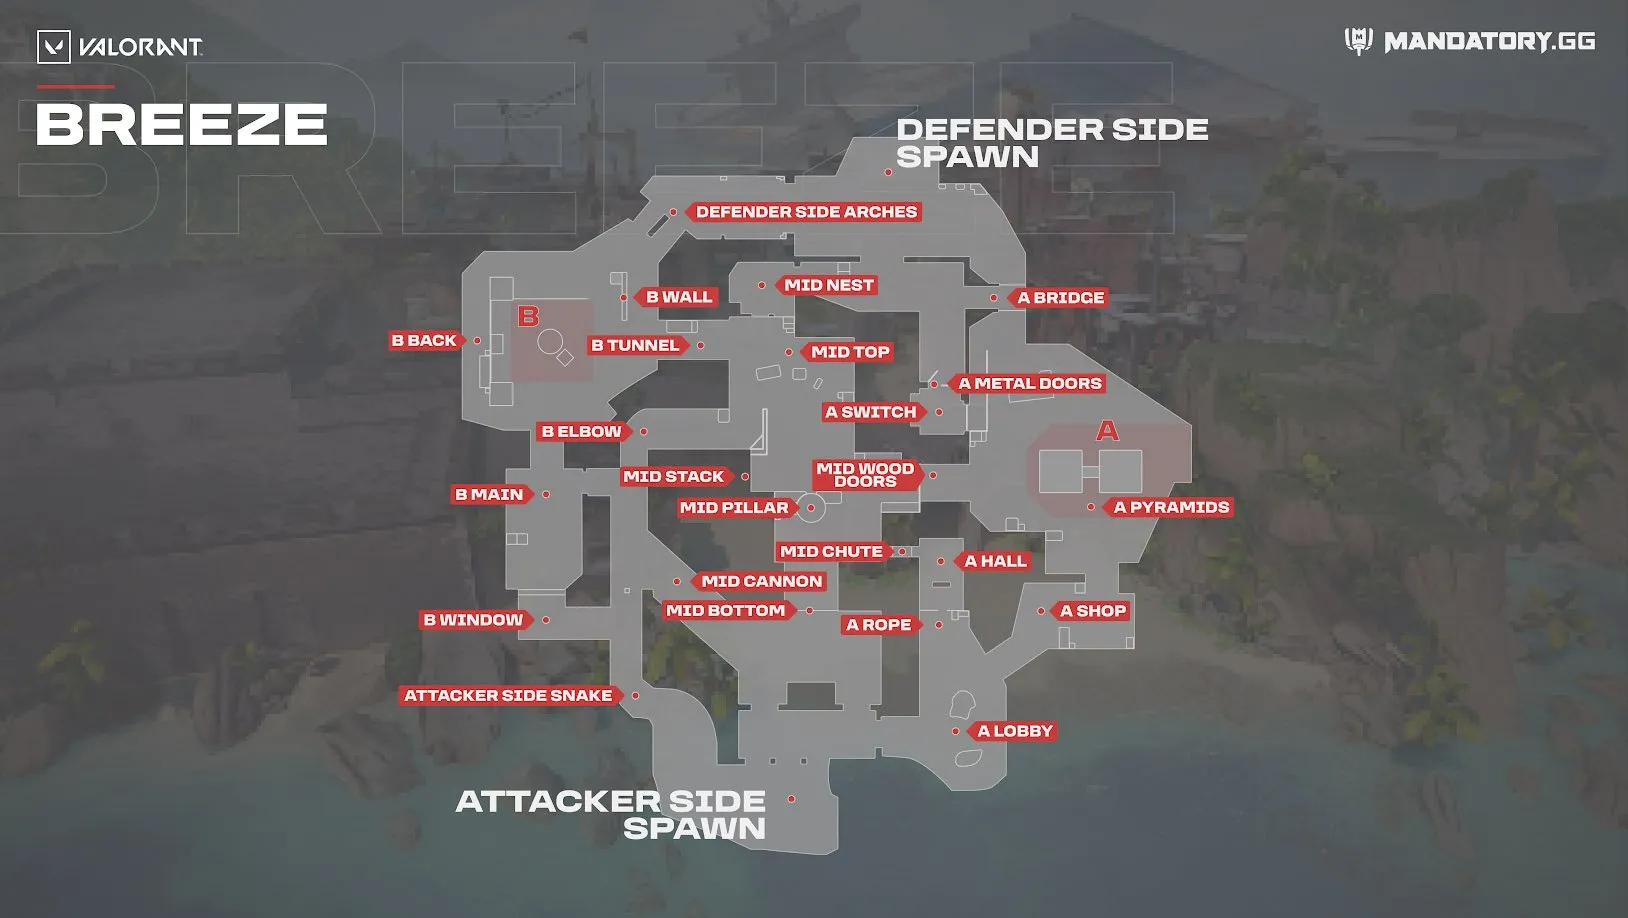 VALORANT
MANDATORY.GG
BREEZE
BREEZE
DEFENDER SIDE
SPAWN
DEFENDER SIDE ARCHES
MID NEST
B WALL
A BRIDGE
B
B BACK
B TUNNEL
MID TOP
A METAL DOORS
A SWITCH
A
B ELBOW
MID STACK
MID WOOD
DOORS
B MAIN
MID PILLAR
A PYRAMIDS
MID CHUTE
A HALL
MID CANNON
MID BOTTOM
A SHOP
B WINDOW
A ROPE
ATTACKER SIDE SNAKE
A LOBBY
ATTACKER SIDE
SPAWN